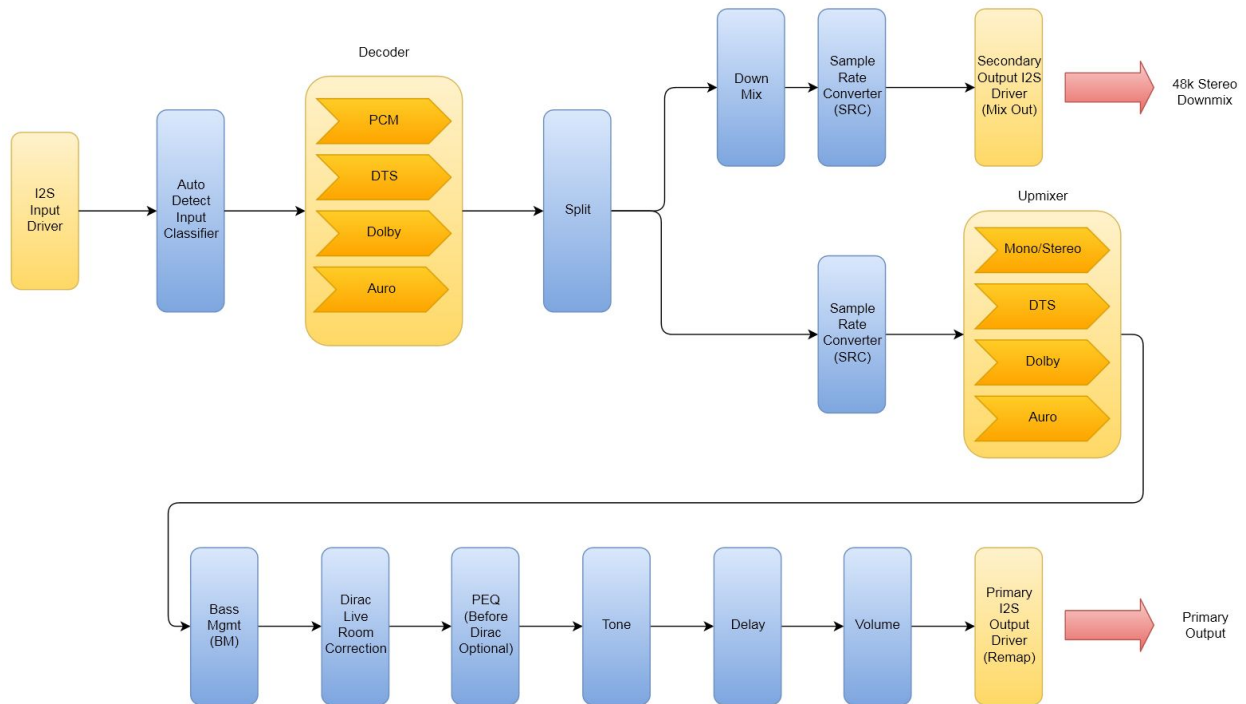 I2S
Input
Driver
Auto
Detect
Input
Classifier
Decoder
PCM
DTS
Dolby
Auro
Split
Down
Mix
Sample
Rate
Converter
(SRC)
Secondary
Output I2S
Driver
(Mix Out)
48k Stereo
Downmix
Sample
Rate
Converter
(SRC)
Upmixer
Mono/Stereo
DTS
Dolby
Auro
Bass
Mgmt
(BM)
Dirac
Live
Room
Correction
PEQ
(Before
Dirac
Optional)
Tone
Delay
Volume
Primary
I2S
Output
Driver
(Remap)
Primary
Output